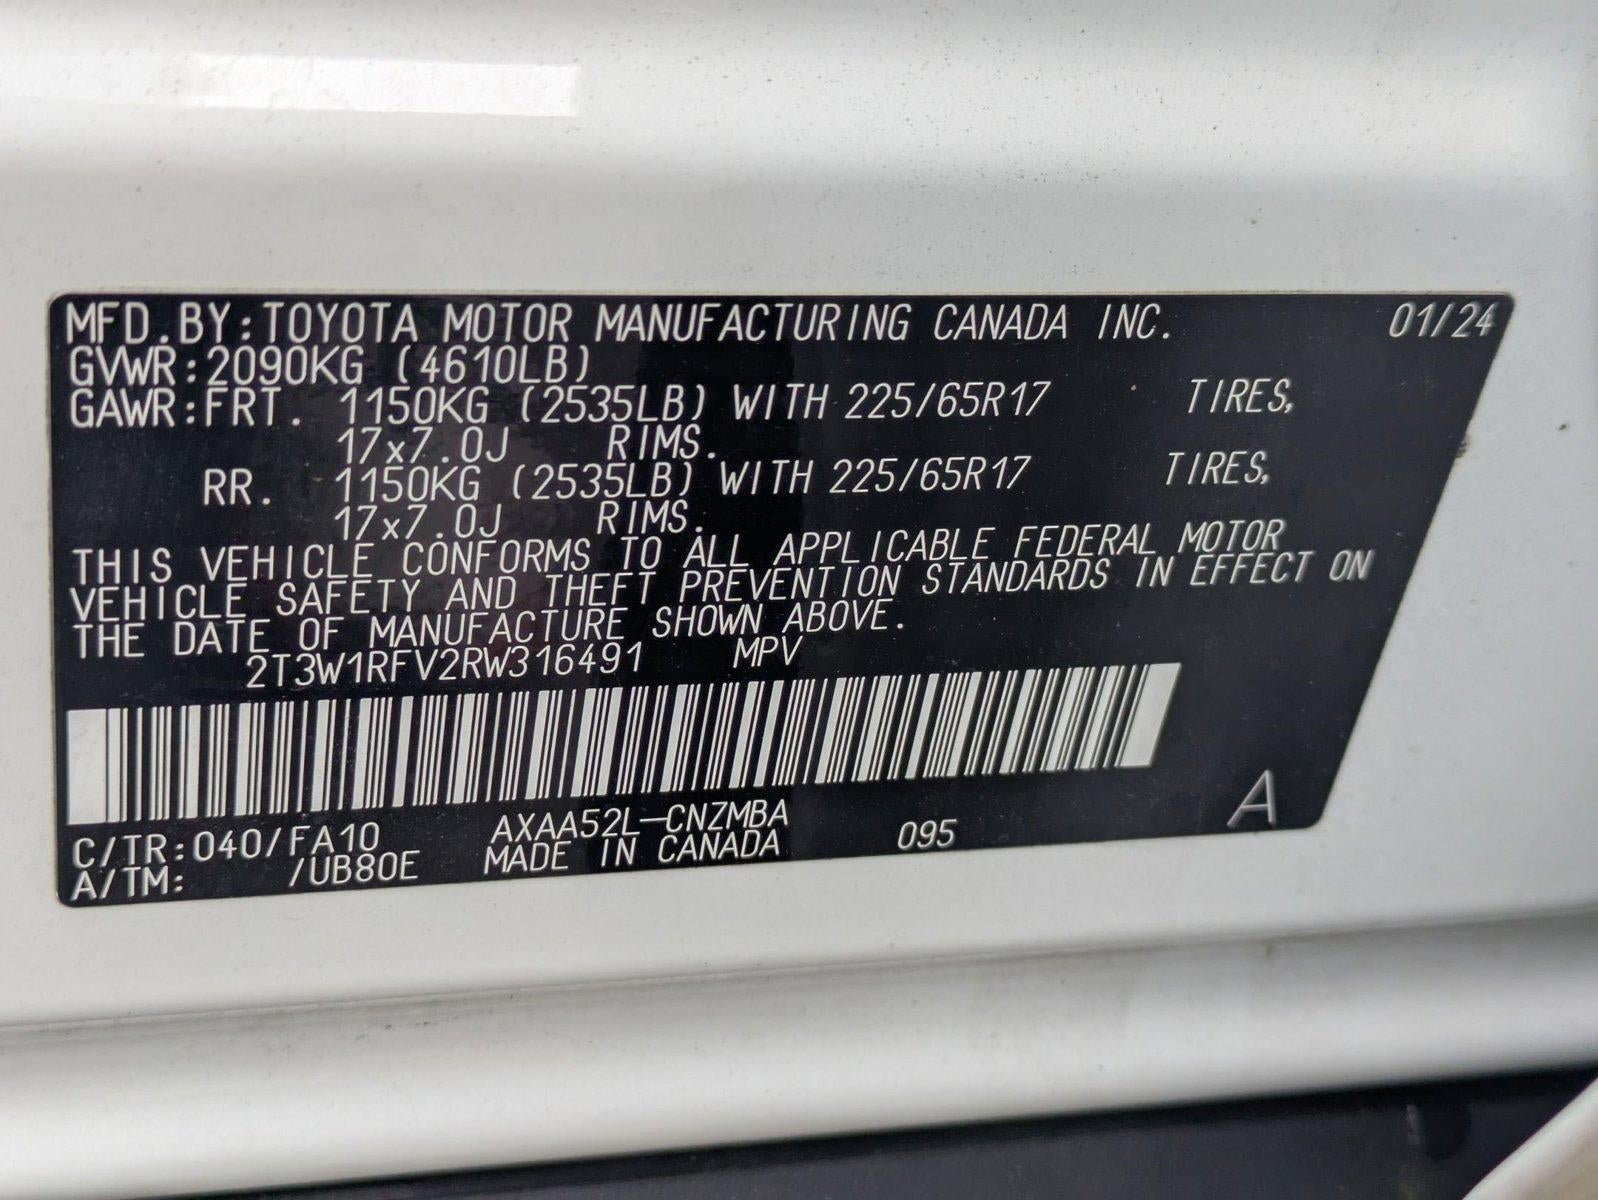 MFD.BY:TOYOTA MOTOR MANUFACTURING CANADA INC. 01/24
GVWR:2090KG (4610LB)
GAWR:FRT. 1150KG (2535LB) WITH 225/65R17 TIRES,
17x7.0J RIMS.
RR. 1150KG (2535LB) WITH 225/65R17 TIRES,
17x7.0J RIMS.
THIS VEHICLE CONFORMS TO ALL APPLICABLE FEDERAL MOTOR
VEHICLE SAFETY AND THEFT PREVENTION STANDARDS IN EFFECT ON
THE DATE OF MANUFACTURE SHOWN ABOVE.
2T3W1RFV2RW316491 MPV
C/TR:040/FA10 AXAA52L-CNZMBA 095 A
A/TM: /UB80E MADE IN CANADA